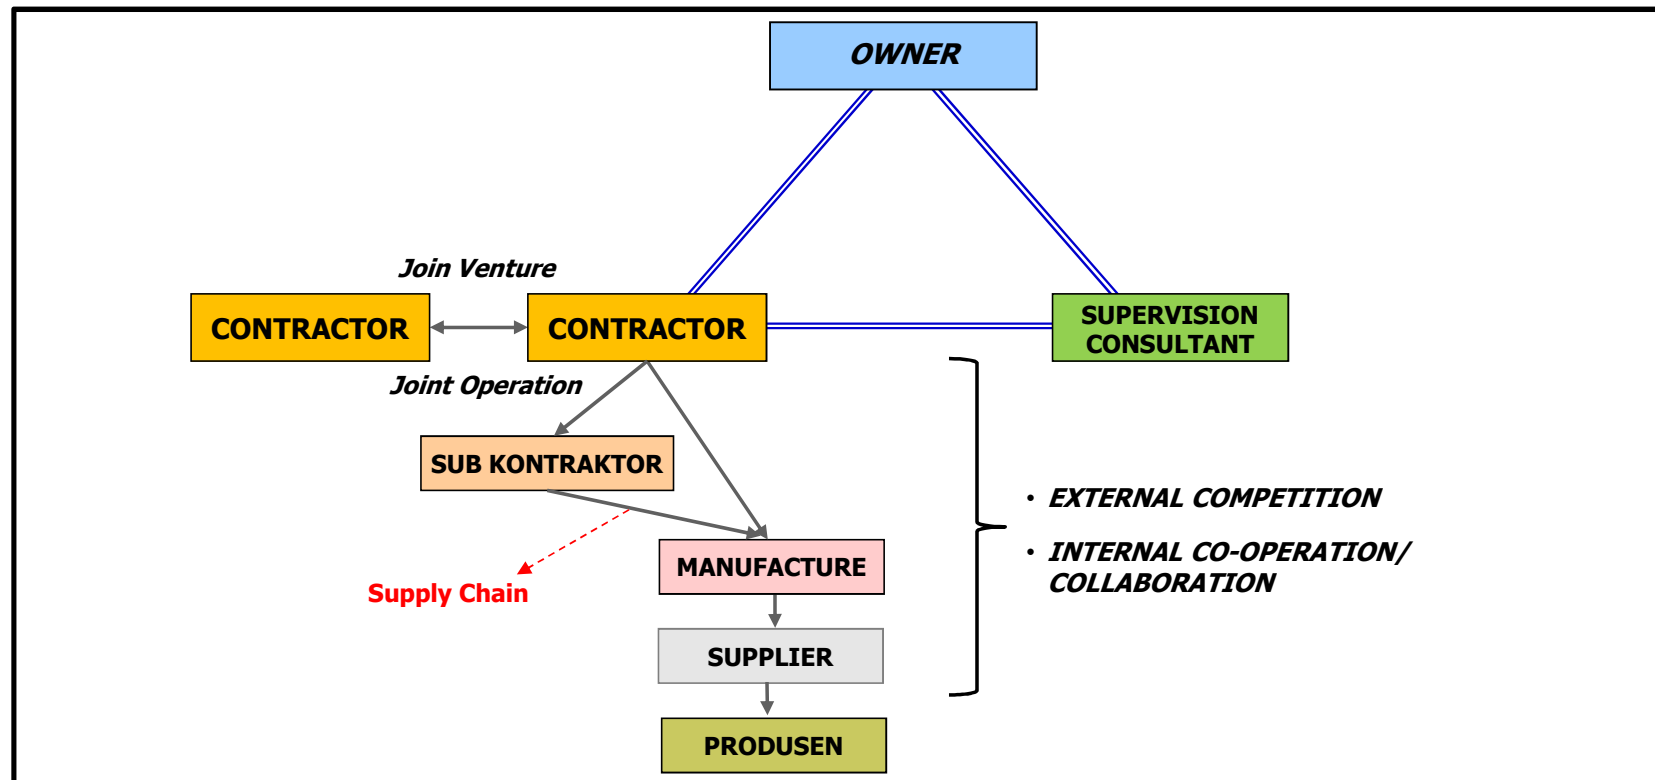 OWNER
Join Venture
CONTRACTOR
CONTRACTOR
SUPERVISION
CONSULTANT
Joint Operation
SUB KONTRAKTOR
• EXTERNAL COMPETITION
• INTERNAL CO-OPERATION/
COLLABORATION
MANUFACTURE
Supply Chain
SUPPLIER
PRODUSEN